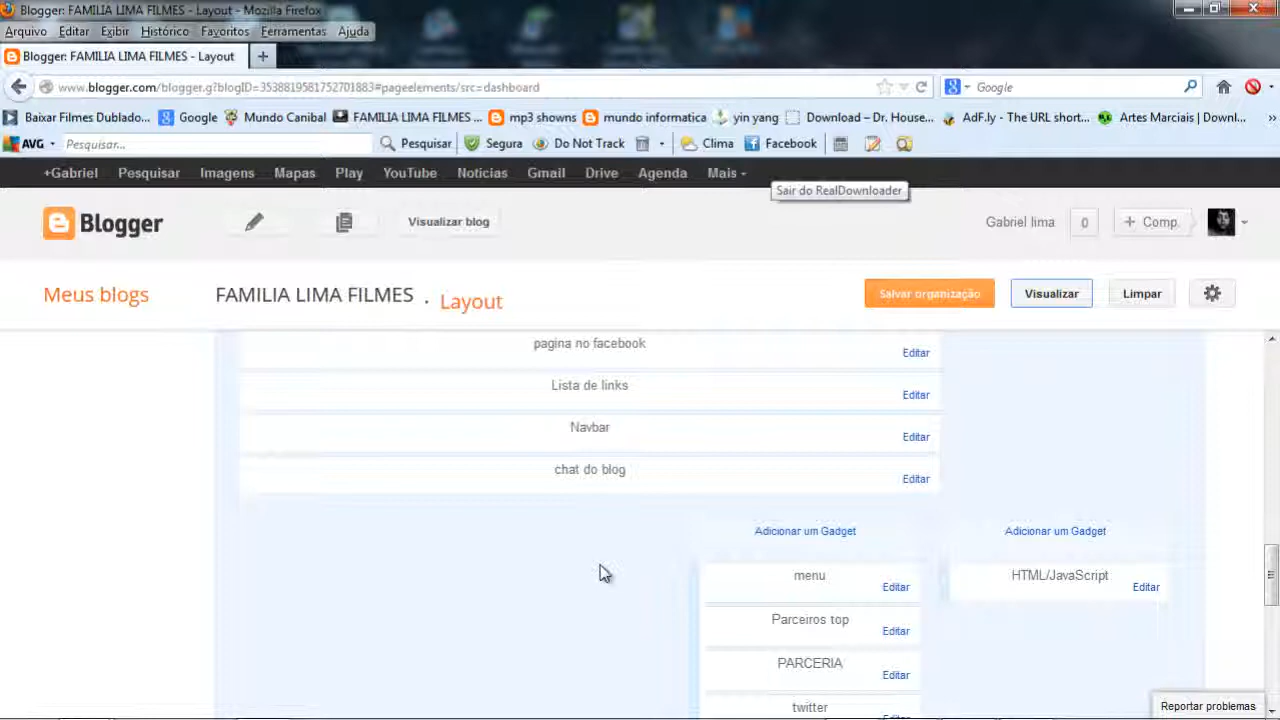 Blogger: FAMILIA LIMA FILMES - Layout - Mozilla Firefox
Arquivo Editar Exibir Histórico Favoritos Ferramentas Ajuda
Blogger: FAMILIA LIMA FILMES - Layout +
www.blogger.com/blogger.g?blogID=3538819581752701883#pageelements/src=dashboard Google
Baixar Filmes Dublado... Google Mundo Canibal FAMILIA LIMA FILMES ... mp3 showns mundo informatica yin yang Download – Dr. House... AdF.ly - The URL short... Artes Marciais | Downl... »
AVG Pesquisar... Pesquisar Segura Do Not Track Clima Facebook
+Gabriel Pesquisar Imagens Mapas Play YouTube Notícias Gmail Drive Agenda Mais
Sair do RealDownloader
Blogger Visualizar blog Gabriel lima 0 + Comp.
Meus blogs FAMILIA LIMA FILMES . Layout Salvar organização Visualizar Limpar
pagina no facebook Editar
Lista de links Editar
Navbar Editar
chat do blog Editar
Adicionar um Gadget Adicionar um Gadget
menu Editar HTML/JavaScript Editar
Parceiros top Editar
PARCERIA Editar
twitter Editar
Reportar problemas